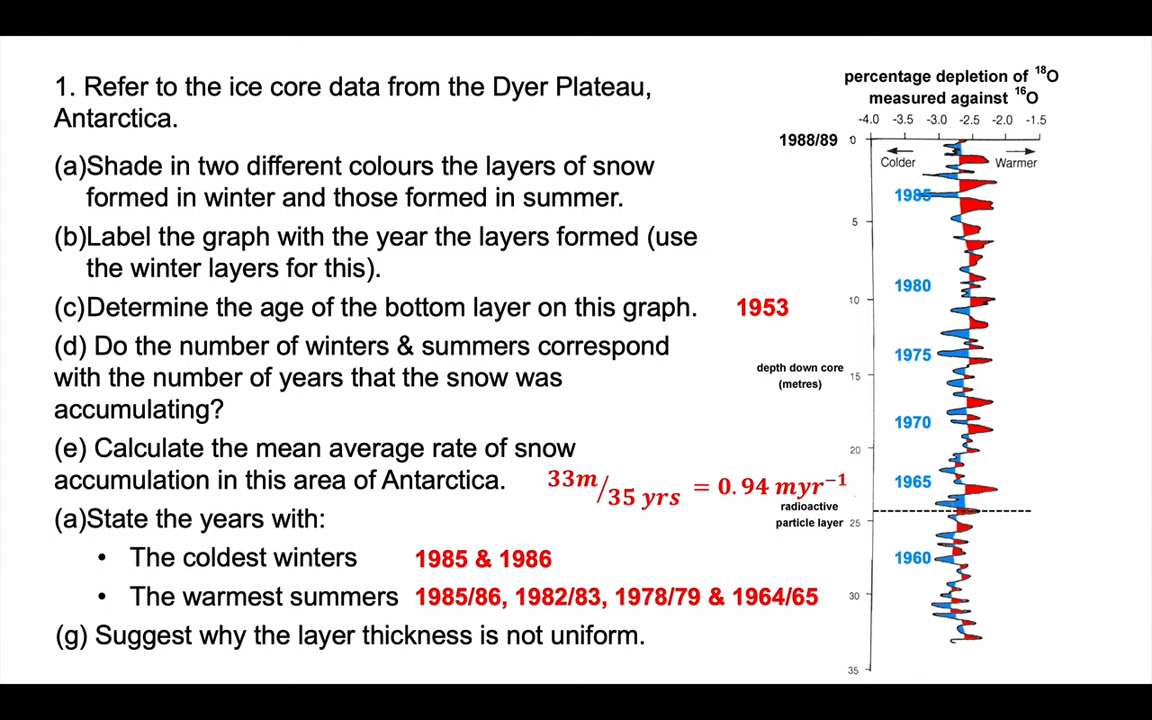 1. Refer to the ice core data from the Dyer Plateau,
Antarctica.
(a)Shade in two different colours the layers of snow
formed in winter and those formed in summer.
(b)Label the graph with the year the layers formed (use
the winter layers for this).
(c)Determine the age of the bottom layer on this graph. 1953
(d) Do the number of winters & summers correspond
with the number of years that the snow was
accumulating?
(e) Calculate the mean average rate of snow
accumulation in this area of Antarctica. 33m/35 yrs = 0.94 myr⁻¹
(a)State the years with:
• The coldest winters 1985 & 1986
• The warmest summers 1985/86, 1982/83, 1978/79 & 1964/65
(g) Suggest why the layer thickness is not uniform.
percentage depletion of ¹⁸O
measured against ¹⁶O
-4.0 -3.5 -3.0 -2.5 -2.0 -1.5
1988/89 0
Colder Warmer
1985
5
1980
10
1975
depth down core
(metres)
15
1970
20
1965
radioactive
particle layer
25
1960
30
35